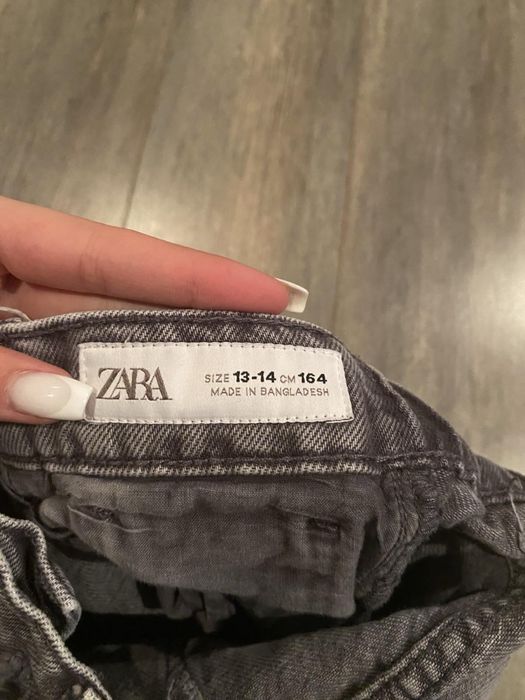 ZARA
SIZE 13-14 CM 164
MADE IN BANGLADESH